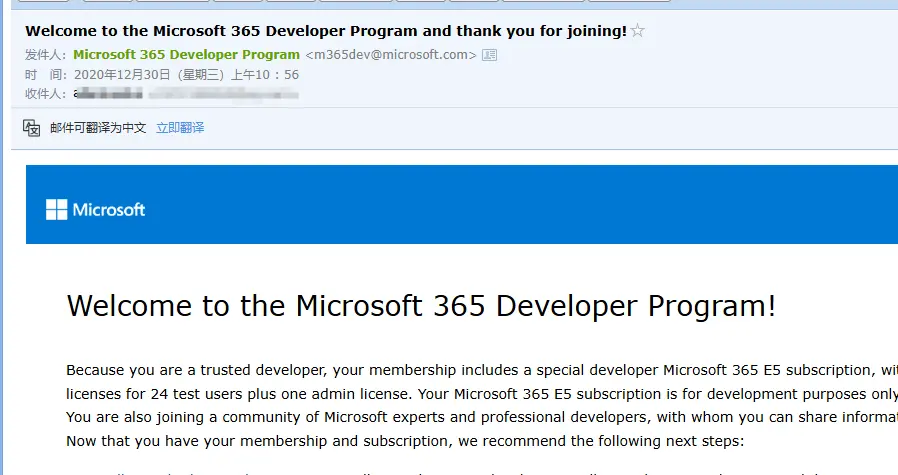 Welcome to the Microsoft 365 Developer Program and thank you for joining!
发件人：Microsoft 365 Developer Program <m365dev@microsoft.com>
时 间：2020年12月30日（星期三）上午10：56
收件人：
邮件可翻译为中文 立即翻译
Microsoft
Welcome to the Microsoft 365 Developer Program!
Because you are a trusted developer, your membership includes a special developer Microsoft 365 E5 subscription,
licenses for 24 test users plus one admin license. Your Microsoft 365 E5 subscription is for development purposes only
You are also joining a community of Microsoft experts and professional developers, with whom you can share
Now that you have your membership and subscription, we recommend the following next steps: